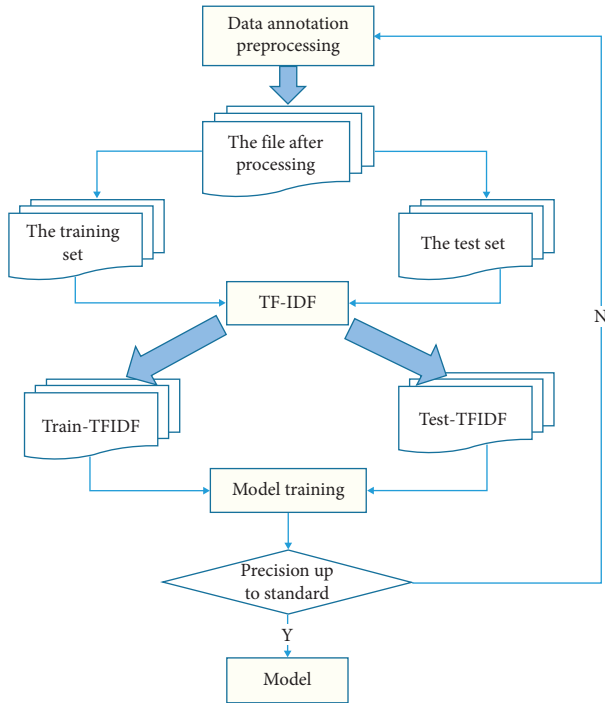 Data annotation
preprocessing
The file after
processing
The training
set
The test set
TF-IDF
N
Train-TFIDF
Test-TFIDF
Model training
Precision up
to standard
Y
Model